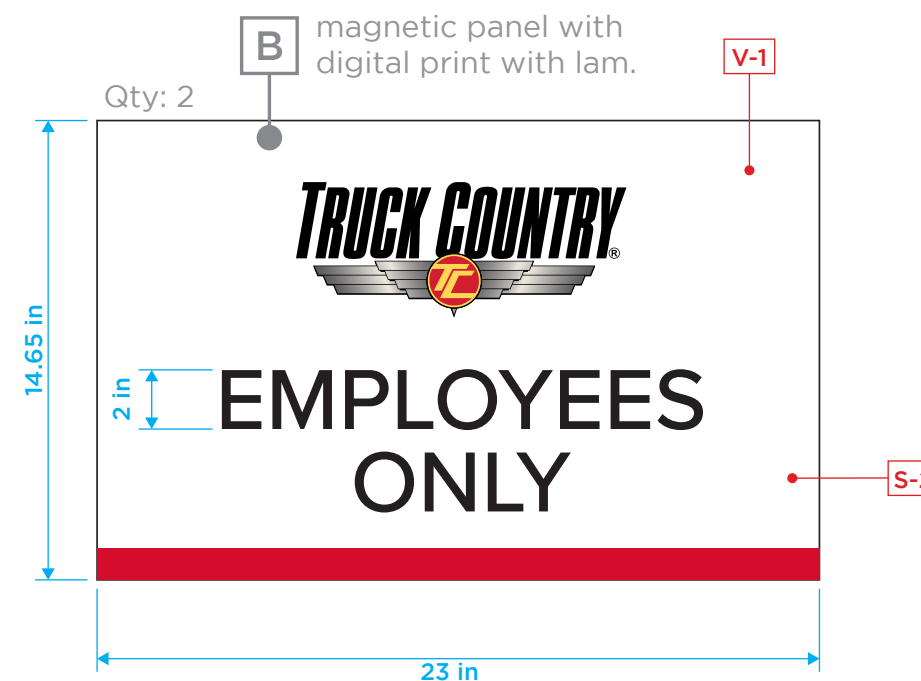 B
magnetic panel with
digital print with lam.
V-1
Qty: 2
TRUCK COUNTRY®
TC
14.65 in
2 in
EMPLOYEES
ONLY
23 in